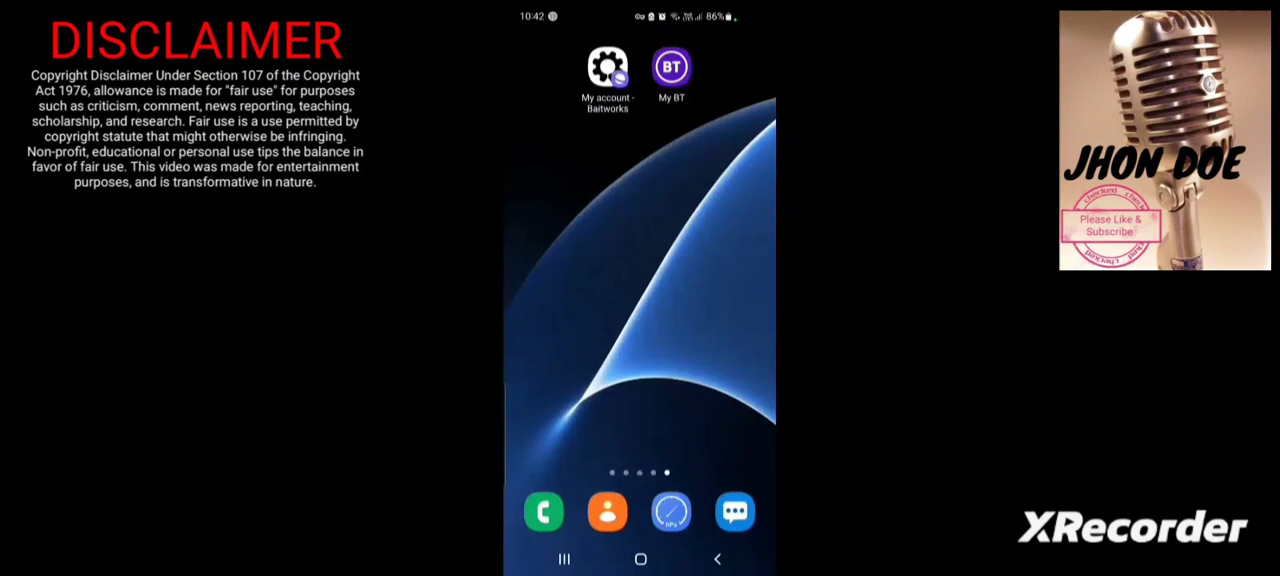 DISCLAIMER
Copyright Disclaimer Under Section 107 of the Copyright
Act 1976, allowance is made for "fair use" for purposes
such as criticism, comment, news reporting, teaching,
scholarship, and research. Fair use is a use permitted by
copyright statute that might otherwise be infringing.
Non-profit, educational or personal use tips the balance in
favor of fair use. This video was made for entertainment
purposes, and is transformative in nature.
10:42
86%
My account -
Baitworks
BT
My BT
hPa
JHON DOE
checked
Please Like &
Subscribe
checked
XRecorder